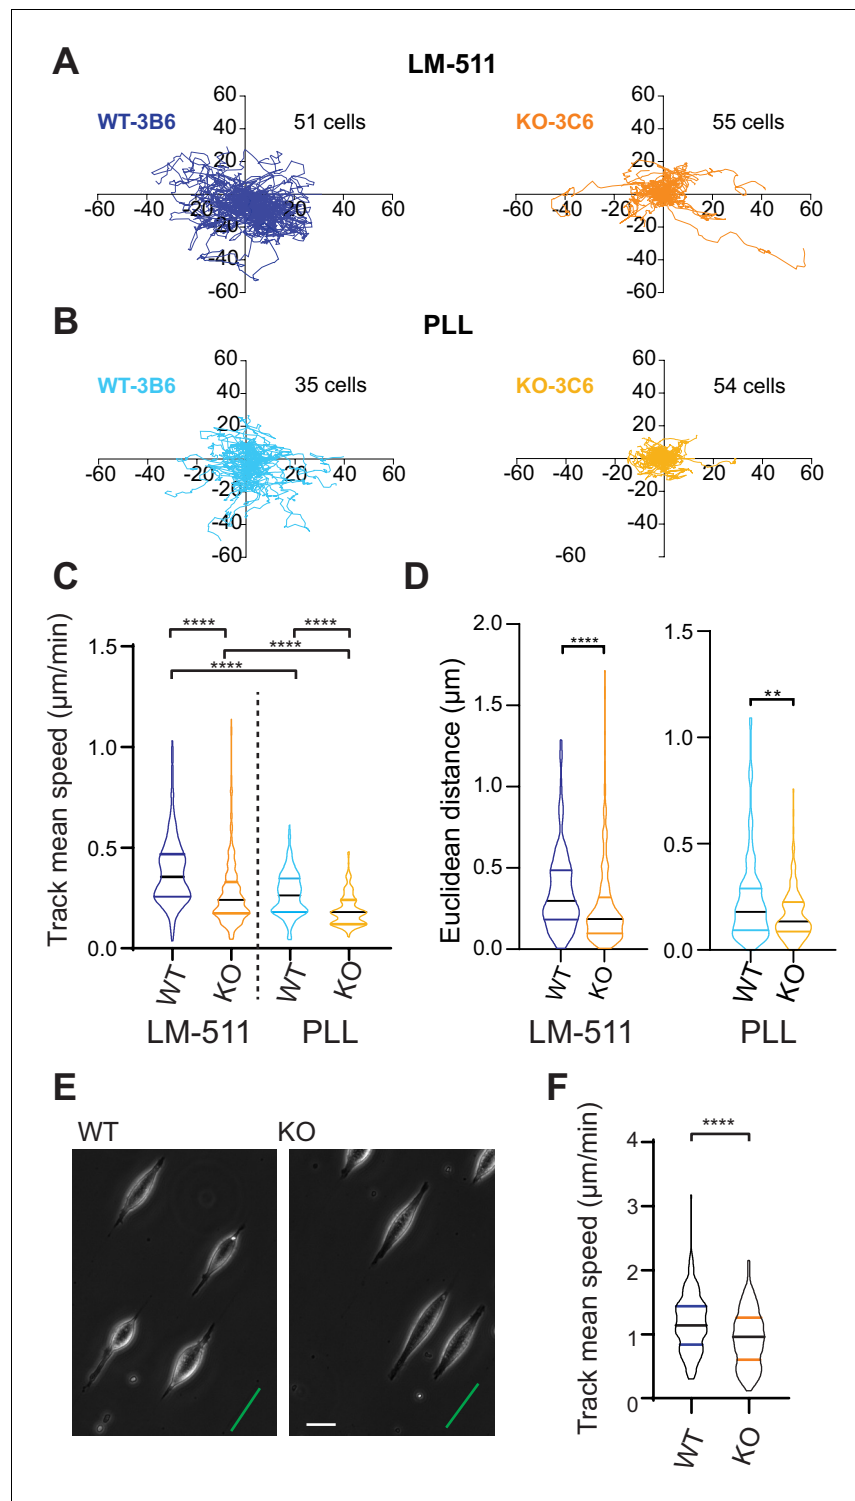 A
LM-511
WT-3B6
51 cells
60
40
20
-60 -40 -20 20 40 60
-20
-40
-60
KO-3C6
55 cells
60
40
20
-60 -40 -20 20 40 60
-20
-40
-60
B
PLL
WT-3B6
35 cells
60
40
20
-60 -40 -20 20 40 60
-20
-40
-60
KO-3C6
54 cells
60
40
20
-60 -40 -20 20 40 60
-20
-40
-60
C
Track mean speed (µm/min)
1.5
1.0
0.5
0.0
**** ****
****
****
WT KO WT KO
LM-511 PLL
D
Euclidean distance (µm)
2.0
1.5
1.0
0.5
0.0
****
WT KO
LM-511
1.5
1.0
0.5
0.0
**
WT KO
PLL
E
WT KO
F
Track mean speed (µm/min)
4
3
2
1
0
****
WT KO